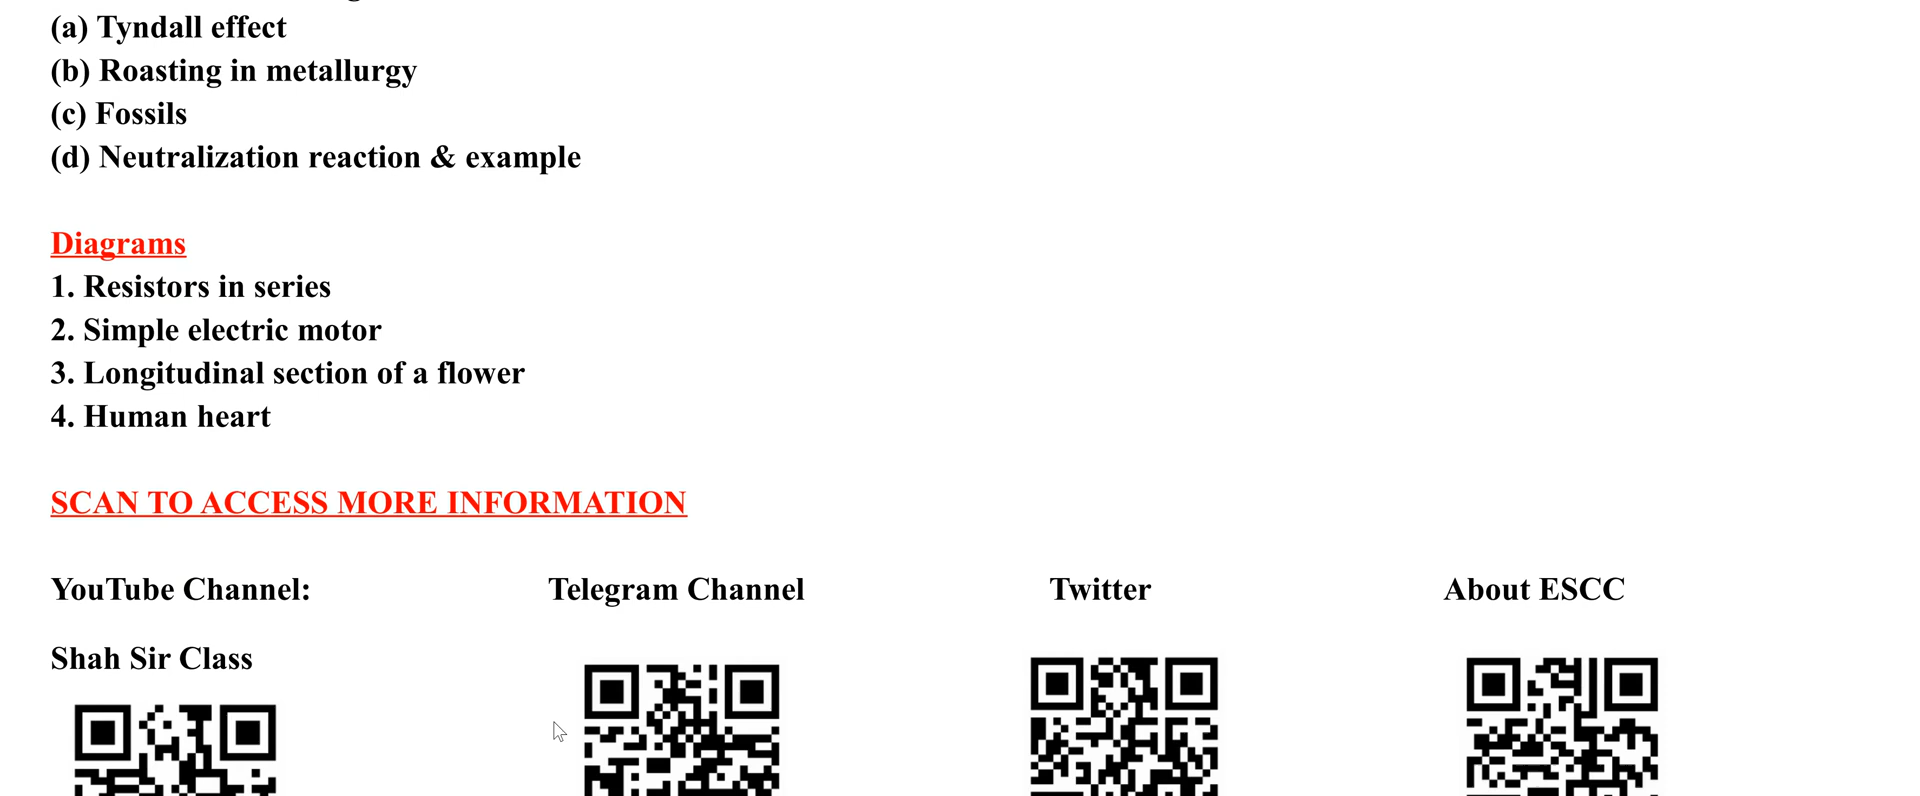 (a) Tyndall effect
(b) Roasting in metallurgy
(c) Fossils
(d) Neutralization reaction & example
Diagrams
1. Resistors in series
2. Simple electric motor
3. Longitudinal section of a flower
4. Human heart
SCAN TO ACCESS MORE INFORMATION
YouTube Channel: Telegram Channel Twitter About ESCC
Shah Sir Class